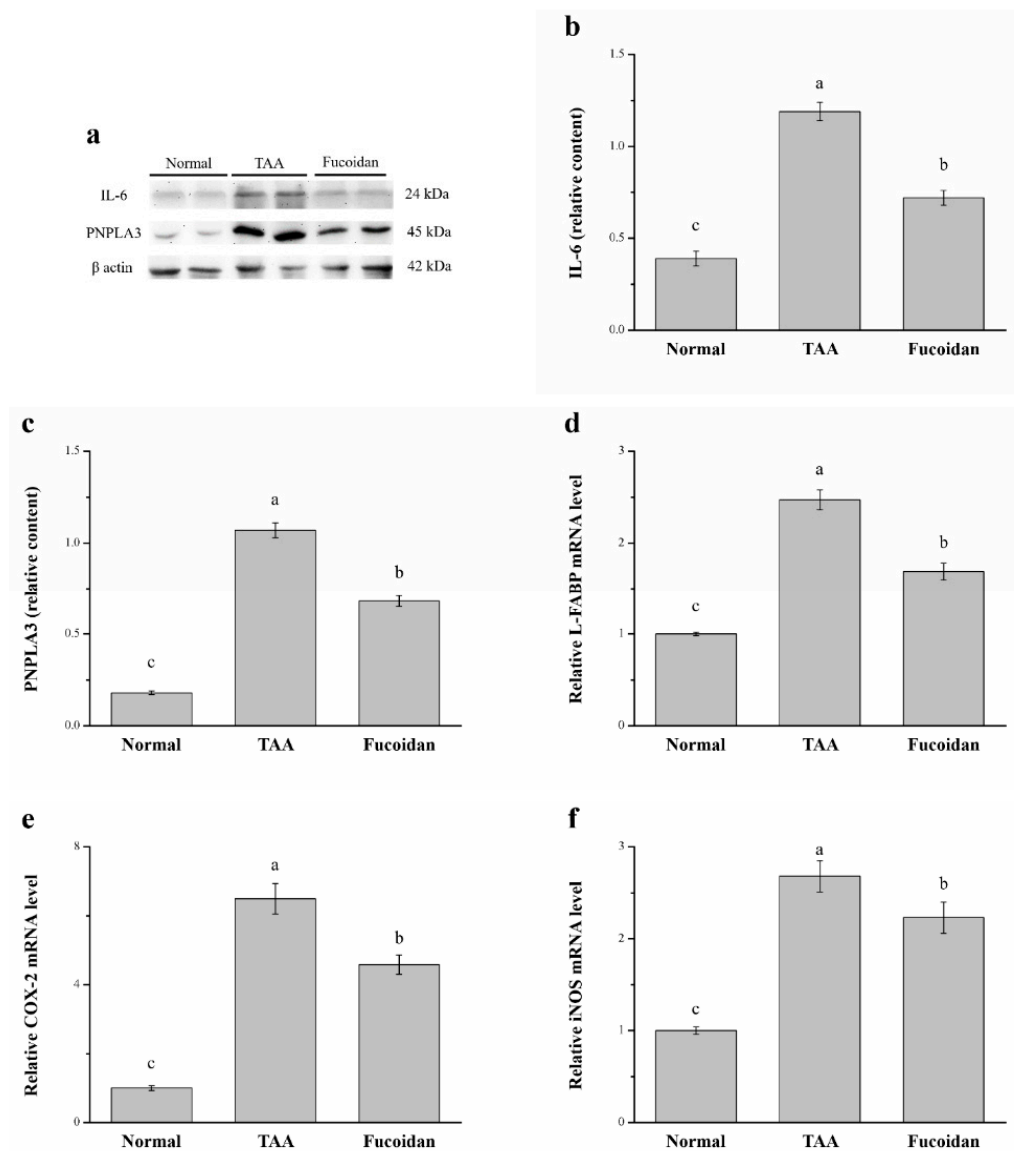 a
Normal TAA Fucoidan
IL-6 24 kDa
PNPLA3 45 kDa
β actin 42 kDa
b
IL-6 (relative content)
1.5
1.0
0.5
0.0
a
b
c
Normal TAA Fucoidan
c
PNPLA3 (relative content)
1.5
1.0
0.5
0.0
a
b
c
Normal TAA Fucoidan
d
Relative L-FABP mRNA level
3
2
1
0
a
b
c
Normal TAA Fucoidan
e
Relative COX-2 mRNA level
8
4
0
a
b
c
Normal TAA Fucoidan
f
Relative iNOS mRNA level
3
2
1
0
a
b
c
Normal TAA Fucoidan